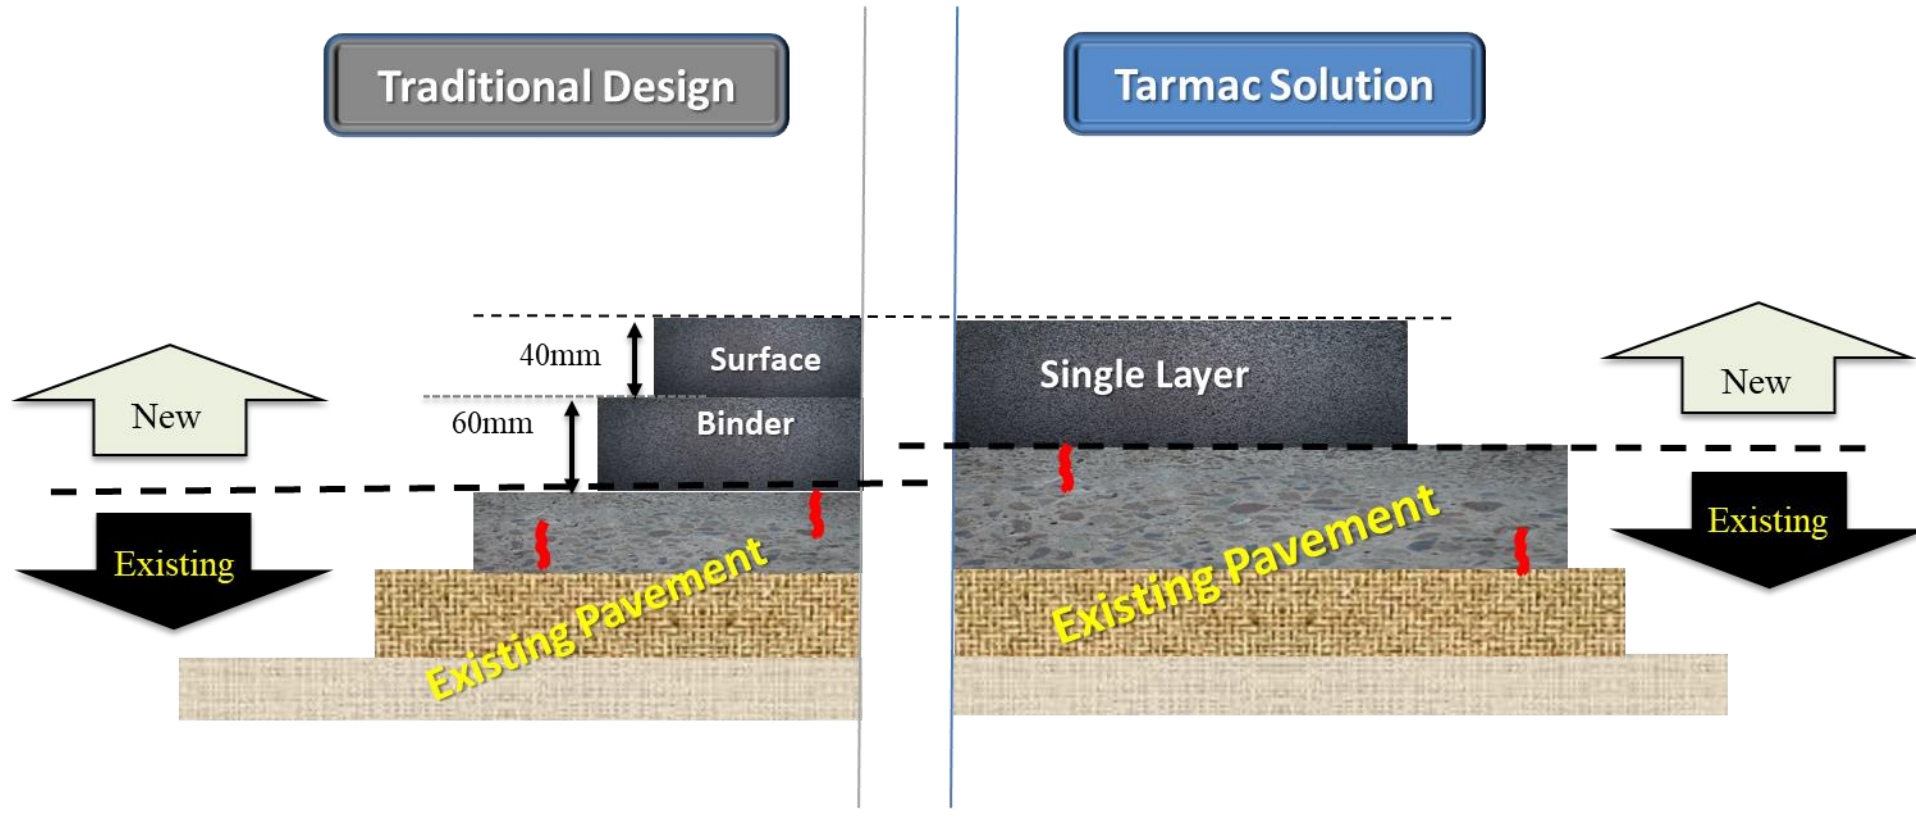 Traditional Design
Tarmac Solution
40mm
Surface
Single Layer
New
60mm
Binder
New
Existing
Existing Pavement
Existing Pavement
Existing